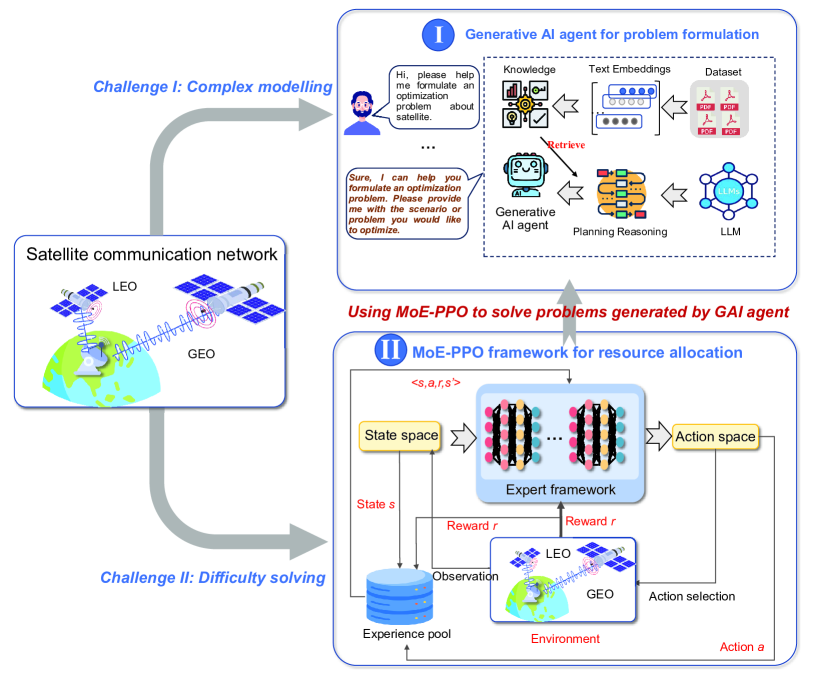 I
Generative AI agent for problem formulation
Challenge I: Complex modelling
Hi, please help
me formulate an
optimization
problem about
satellite.
...
Sure, I can help you
formulate an optimization
problem. Please provide
me with the scenario or
problem you would like
to optimize.
Knowledge
Text Embeddings
Dataset
PDF
PDF
PDF
PDF
Retrieve
AI
Generative
AI agent
Planning Reasoning
LLMs
LLM
Satellite communication network
LEO
GEO
Using MoE-PPO to solve problems generated by GAI agent
II
MoE-PPO framework for resource allocation
<s,a,r,s'>
State space
...
Action space
Expert framework
State s
Reward r
Reward r
LEO
GEO
Observation
Action selection
Challenge II: Difficulty solving
Experience pool
Environment
Action a